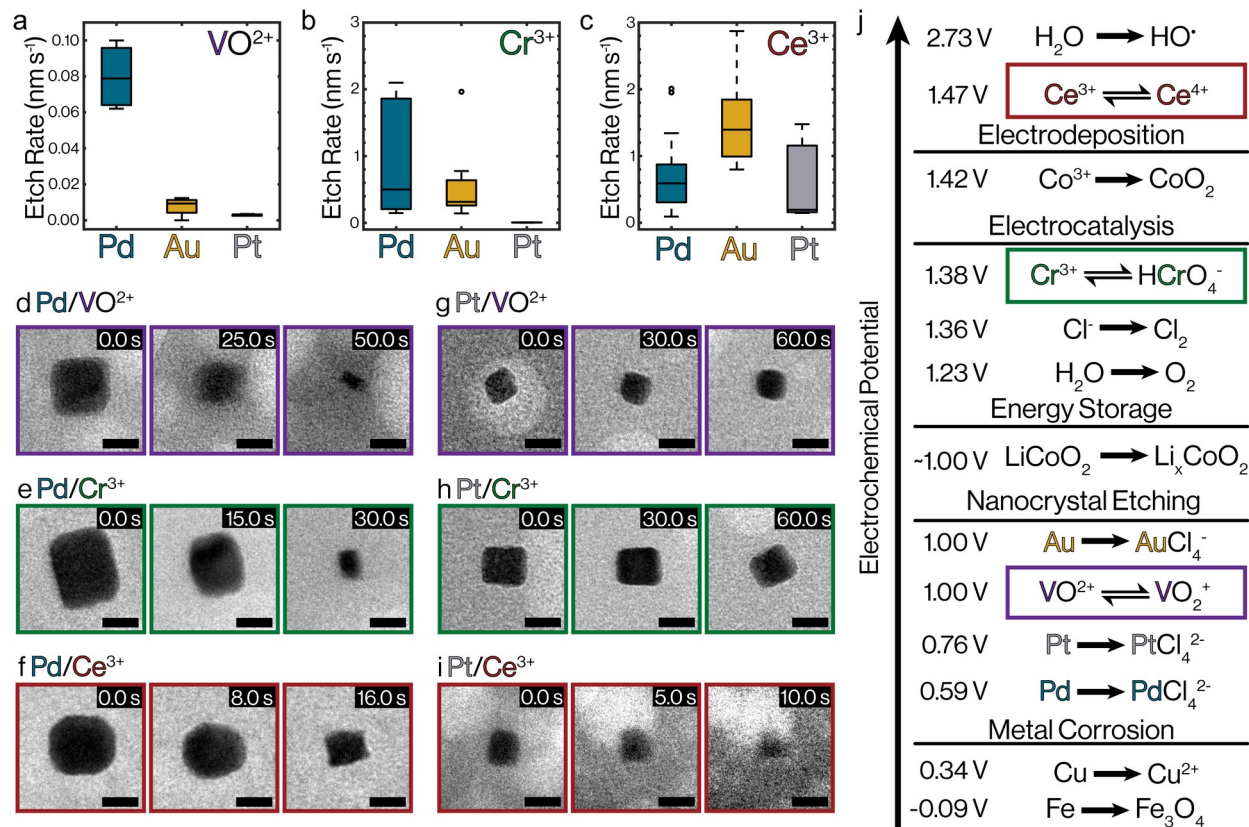 a
VO²⁺
Etch Rate (nm s⁻¹)
0.10
0.08
0.06
0.04
0.02
0.00
Pd Au Pt
b
Cr³⁺
Etch Rate (nm s⁻¹)
3
2
1
0
Pd Au Pt
c
Ce³⁺
Etch Rate (nm s⁻¹)
3
2
1
0
Pd Au Pt
d Pd/VO²⁺
0.0 s 25.0 s 50.0 s
e Pd/Cr³⁺
0.0 s 15.0 s 30.0 s
f Pd/Ce³⁺
0.0 s 8.0 s 16.0 s
g Pt/VO²⁺
0.0 s 30.0 s 60.0 s
h Pt/Cr³⁺
0.0 s 30.0 s 60.0 s
i Pt/Ce³⁺
0.0 s 5.0 s 10.0 s
j
Electrochemical Potential
2.73 V H₂O → HO•
1.47 V Ce³⁺ ⇌ Ce⁴⁺
Electrodeposition
1.42 V Co³⁺ → CoO₂
Electrocatalysis
1.38 V Cr³⁺ ⇌ HCrO₄⁻
1.36 V Cl⁻ → Cl₂
1.23 V H₂O → O₂
Energy Storage
~1.00 V LiCoO₂ → LiₓCoO₂
Nanocrystal Etching
1.00 V Au → AuCl₄⁻
1.00 V VO²⁺ ⇌ VO₂⁺
0.76 V Pt → PtCl₄²⁻
0.59 V Pd → PdCl₄²⁻
Metal Corrosion
0.34 V Cu → Cu²⁺
-0.09 V Fe → Fe₃O₄